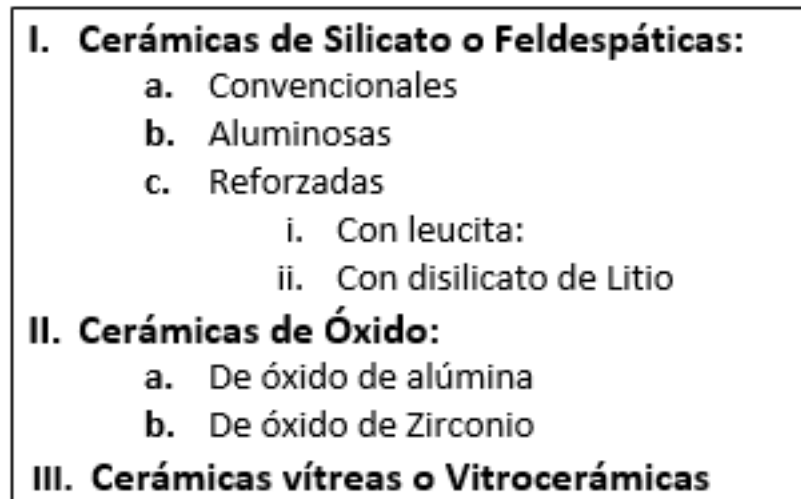 I. Cerámicas de Silicato o Feldespáticas:
a. Convencionales
b. Aluminosas
c. Reforzadas
i. Con leucita:
ii. Con disilicato de Litio
II. Cerámicas de Óxido:
a. De óxido de alúmina
b. De óxido de Zirconio
III. Cerámicas vítreas o Vitrocerámicas